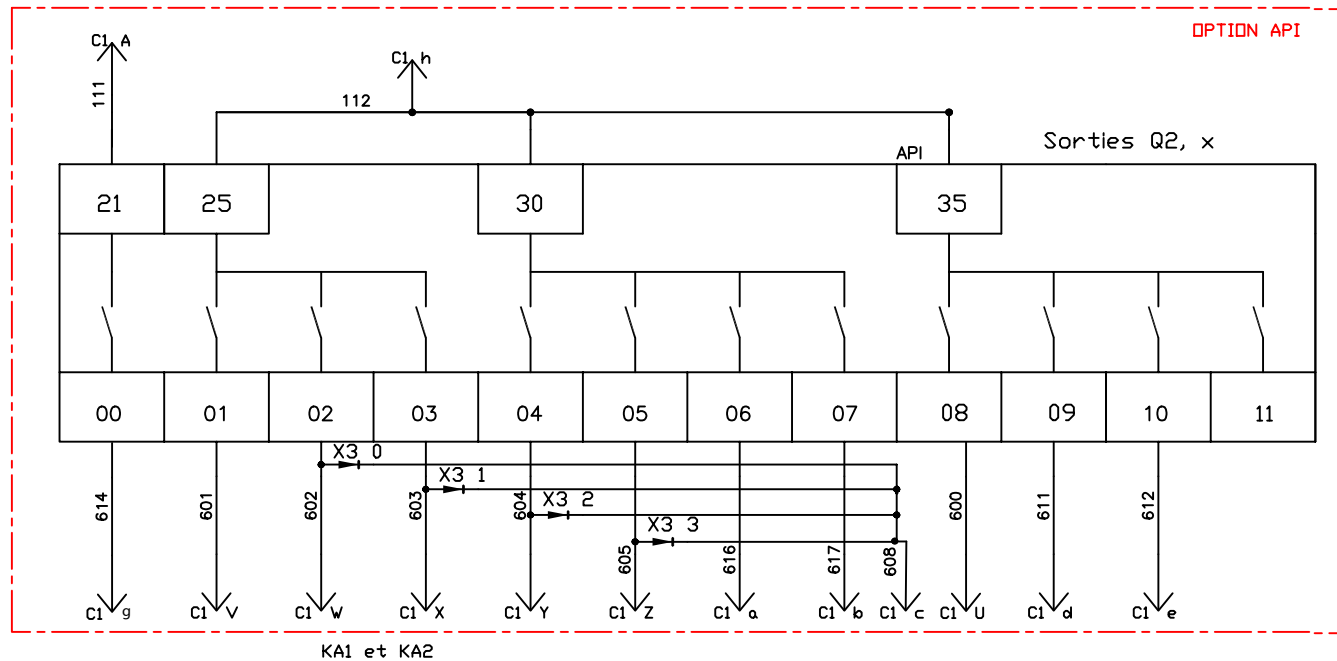 OPTION API
C1 A
C1 h
111
112
Sorties Q2, x
API
21 25 30 35
00 01 02 03 04 05 06 07 08 09 10 11
X3 0
X3 1
X3 2
X3 3
614 601 602 603 604 605 616 617 608 600 611 612
C1 g C1 V C1 W C1 X C1 Y C1 Z C1 a C1 b C1 c C1 U C1 d C1 e
KA1 et KA2